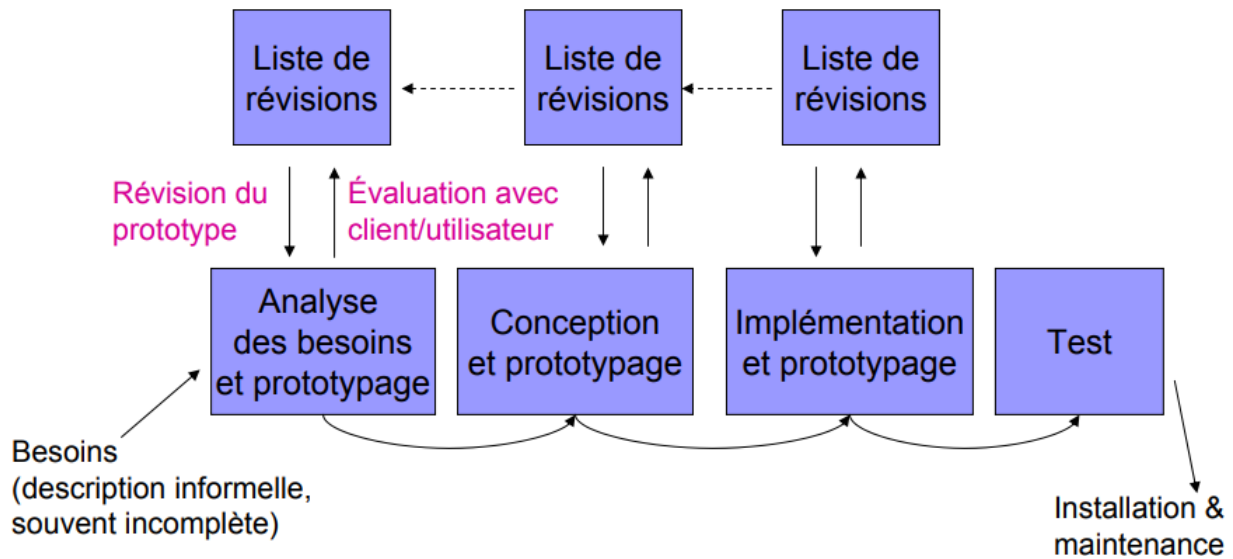 Liste de
révisions
Liste de
révisions
Liste de
révisions
Révision du
prototype
Évaluation avec
client/utilisateur
Analyse
des besoins
et prototypage
Conception
et prototypage
Implémentation
et prototypage
Test
Besoins
(description informelle,
souvent incomplète)
Installation &
maintenance